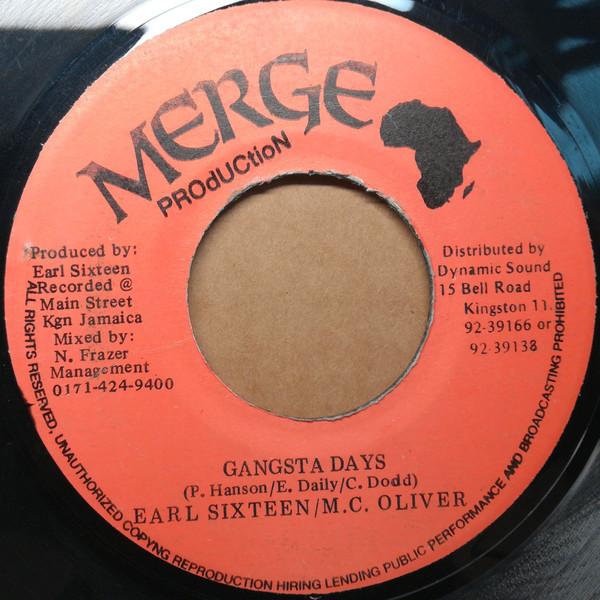 MERGE
PROdUCtioN
Produced by:
Earl Sixteen
Recorded @
Main Street
Kgn Jamaica
Mixed by:
N. Frazer
Management
0171-424-9400
Distributed by
Dynamic Sound
15 Bell Road
Kingston 11.
92-39166 or
92-39138
GANGSTA DAYS
(P. Hanson/E. Daily/C. Dodd)
EARL SIXTEEN/M.C. OLIVER
ALL RIGHTS RESERVED, UNAUTHORIZED COPYNG REPRODUCTION HIRING LENDING PUBLIC PERFORMANCE AND BROADCASTING PROHIBITED